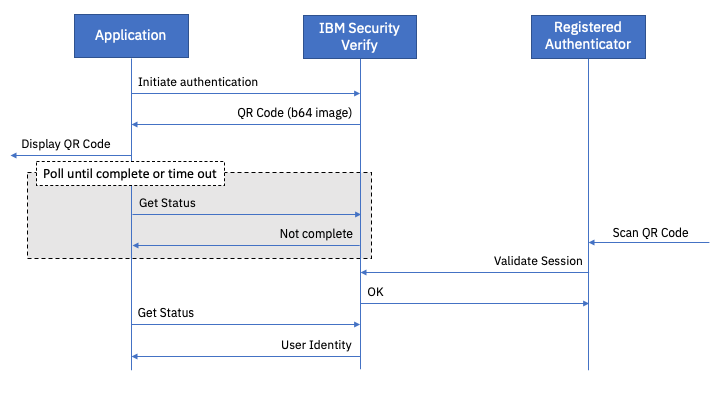 Application
IBM Security
Verify
Registered
Authenticator
Initiate authentication
QR Code (b64 image)
Display QR Code
Poll until complete or time out
Get Status
Not complete
Scan QR Code
Validate Session
OK
Get Status
User Identity